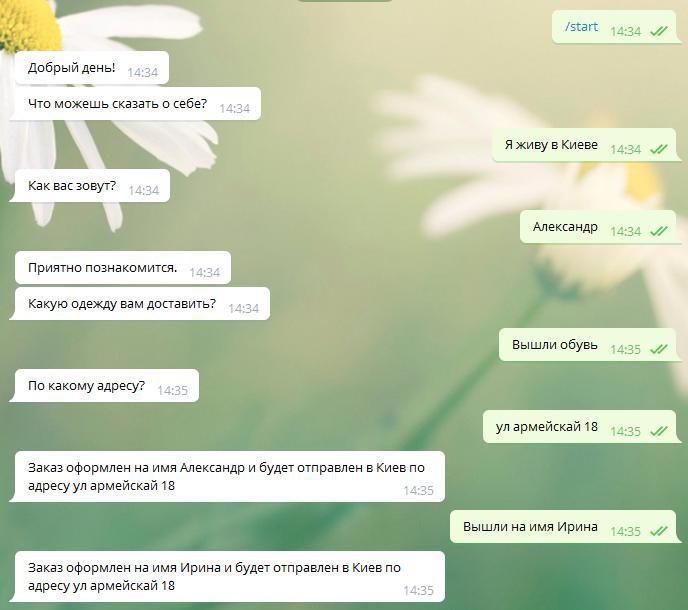 /start 14:34
Добрый день! 14:34
Что можешь сказать о себе? 14:34
Я живу в Киеве 14:34
Как вас зовут? 14:34
Александр 14:34
Приятно познакомится. 14:34
Какую одежду вам доставить? 14:34
Вышли обувь 14:35
По какому адресу? 14:35
ул армейскай 18 14:35
Заказ оформлен на имя Александр и будет отправлен в Киев по
адресу ул армейскай 18 14:35
Вышли на имя Ирина 14:35
Заказ оформлен на имя Ирина и будет отправлен в Киев по
адресу ул армейскай 18 14:35